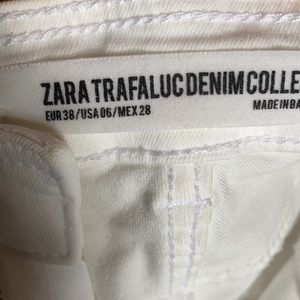 ZARA TRAFALUC DENIM COLLE
EUR 38/USA 06/MEX 28
MADE IN BA